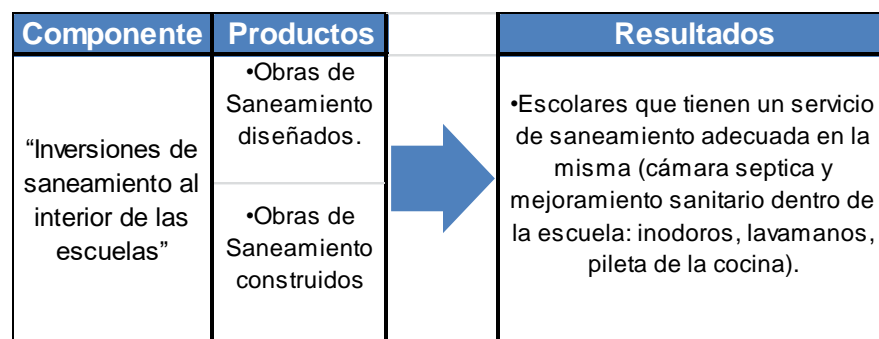 Componente
Productos
Resultados
“Inversiones de
saneamiento al
interior de las
escuelas”
•Obras de
Saneamiento
diseñados.
•Obras de
Saneamiento
construidos
•Escolares que tienen un servicio
de saneamiento adecuada en la
misma (cámara septica y
mejoramiento sanitario dentro de
la escuela: inodoros, lavamanos,
pileta de la cocina).